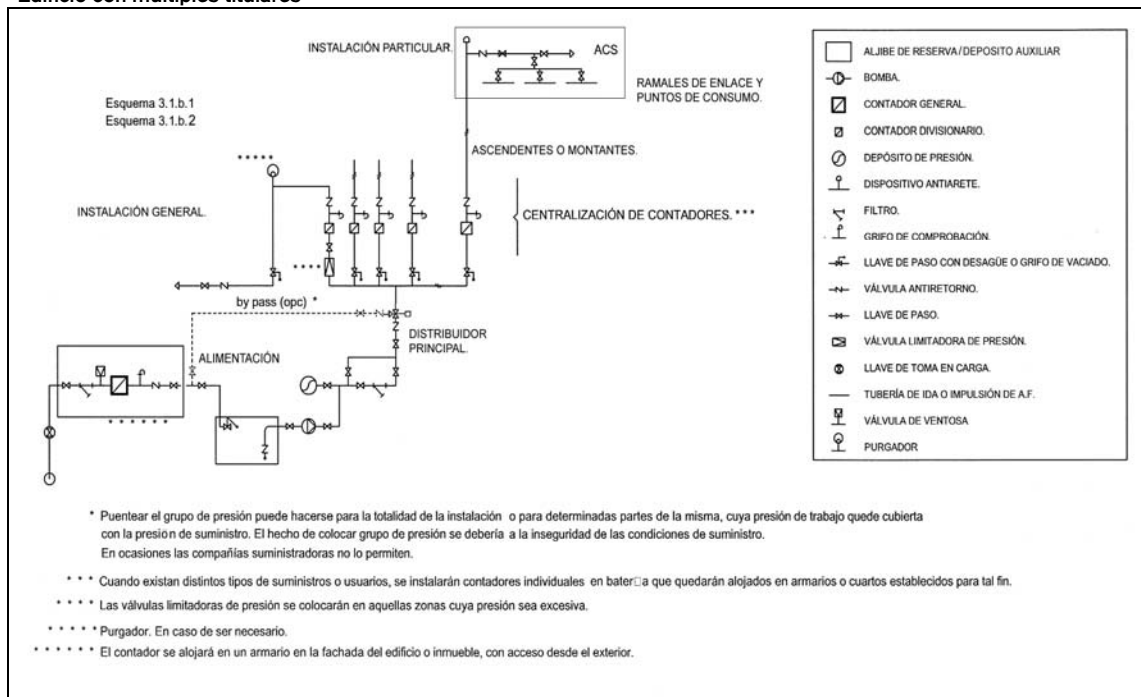 Edificio con múltiples titulares
INSTALACIÓN PARTICULAR.
ACS
RAMALES DE ENLACE Y
PUNTOS DE CONSUMO.
Esquema 3.1.b.1
Esquema 3.1.b.2
ASCENDENTES O MONTANTES.
* * * * *
INSTALACIÓN GENERAL.
CENTRALIZACIÓN DE CONTADORES. * * *
* * * *
by pass (opc) *
DISTRIBUIDOR
PRINCIPAL.
ALIMENTACIÓN
* * * * * *
ALJIBE DE RESERVA/DEPOSITO AUXILIAR
BOMBA.
CONTADOR GENERAL.
CONTADOR DIVISIONARIO.
DEPÓSITO DE PRESIÓN.
DISPOSITIVO ANTIARETE.
FILTRO.
GRIFO DE COMPROBACIÓN.
LLAVE DE PASO CON DESAGÜE O GRIFO DE VACIADO.
VÁLVULA ANTIRETORNO.
LLAVE DE PASO.
VÁLVULA LIMITADORA DE PRESIÓN.
LLAVE DE TOMA EN CARGA.
TUBERÍA DE IDA O IMPULSIÓN DE A.F.
VÁLVULA DE VENTOSA
PURGADOR
* Puentear el grupo de presión puede hacerse para la totalidad de la instalación o para determinadas partes de la misma, cuya presión de trabajo quede cubierta
con la presión de suministro. El hecho de colocar grupo de presión se debería a la inseguridad de las condiciones de suministro.
En ocasiones las compañías suministradoras no lo permiten.
* * * Cuando existan distintos tipos de suministros o usuarios, se instalarán contadores individuales en bater□a que quedarán alojados en armarios o cuartos establecidos para tal fin.
* * * * Las válvulas limitadoras de presión se colocarán en aquellas zonas cuya presión sea excesiva.
* * * * * Purgador. En caso de ser necesario.
* * * * * * El contador se alojará en un armario en la fachada del edificio o inmueble, con acceso desde el exterior.